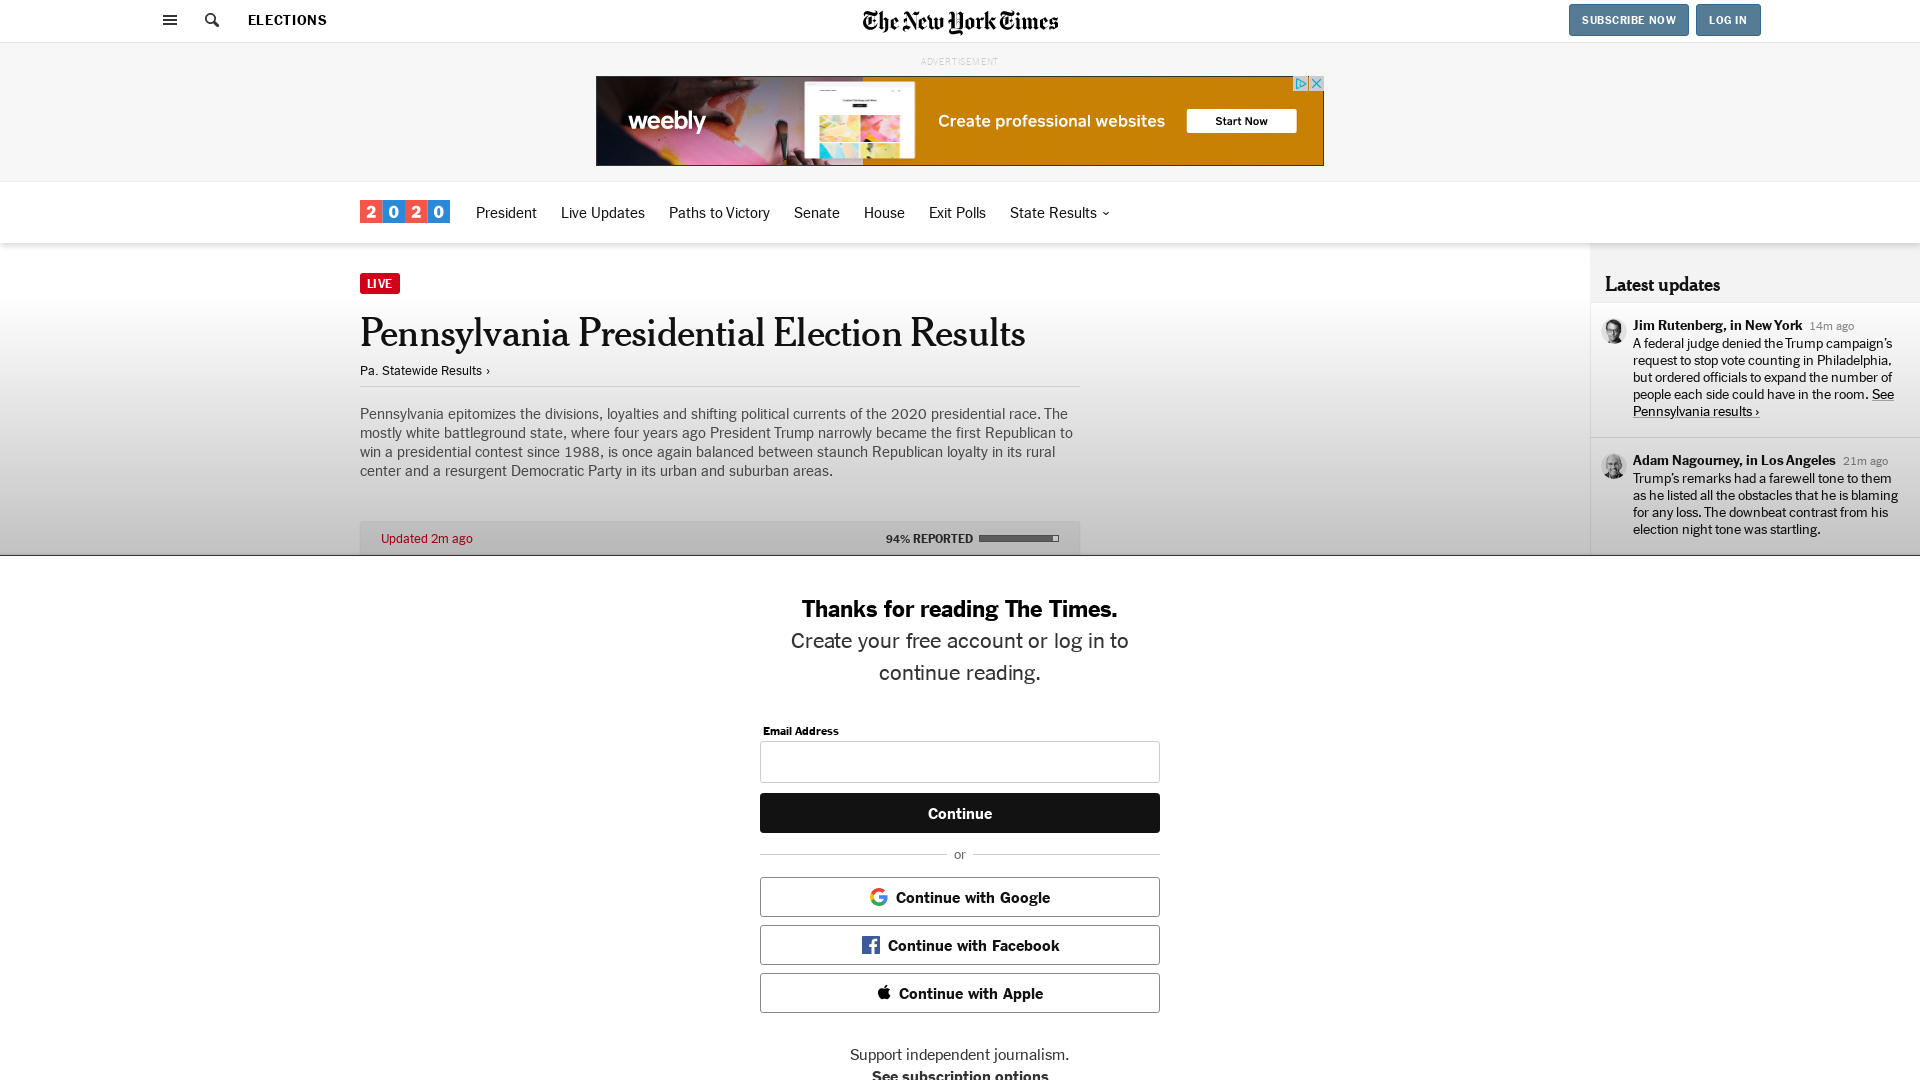 ELECTIONS
The New York Times
SUBSCRIBE NOW
LOG IN
ADVERTISEMENT
weebly
Create professional websites
Start Now
2020
President
Live Updates
Paths to Victory
Senate
House
Exit Polls
State Results
LIVE
Pennsylvania Presidential Election Results
Pa. Statewide Results ›
Pennsylvania epitomizes the divisions, loyalties and shifting political currents of the 2020 presidential race. The
mostly white battleground state, where four years ago President Trump narrowly became the first Republican to
win a presidential contest since 1988, is once again balanced between staunch Republican loyalty in its rural
center and a resurgent Democratic Party in its urban and suburban areas.
Updated 2m ago
94% REPORTED
Latest updates
Jim Rutenberg, in New York 14m ago
A federal judge denied the Trump campaign’s
request to stop vote counting in Philadelphia,
but ordered officials to expand the number of
people each side could have in the room. See
Pennsylvania results ›
Adam Nagourney, in Los Angeles 21m ago
Trump’s remarks had a farewell tone to them
as he listed all the obstacles that he is blaming
for any loss. The downbeat contrast from his
election night tone was startling.
Thanks for reading The Times.
Create your free account or log in to
continue reading.
Email Address
Continue
or
Continue with Google
Continue with Facebook
Continue with Apple
Support independent journalism.
See subscription options